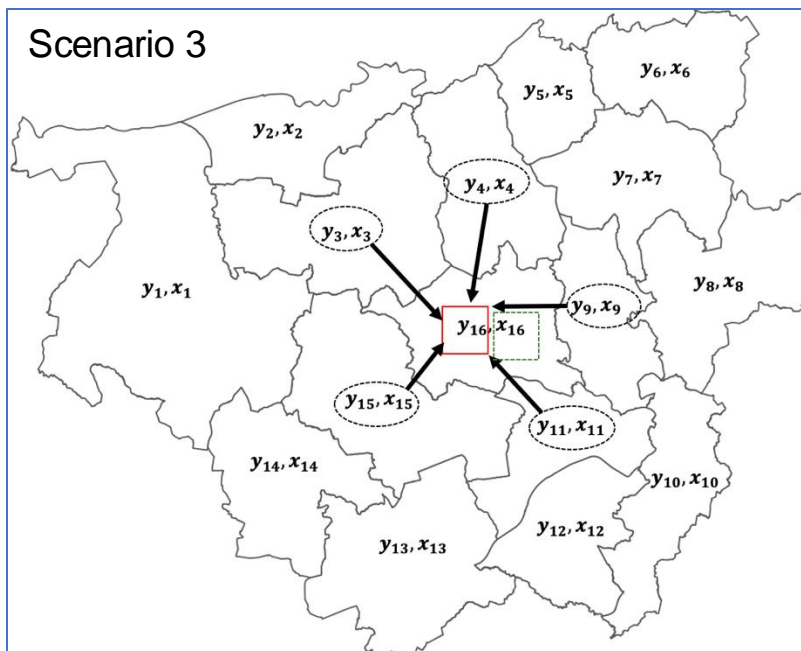 Scenario 3
y₆, x₆
y₅, x₅
y₂, x₂
y₄, x₄
y₇, x₇
y₃, x₃
y₁, x₁
y₈, x₈
y₉, x₉
y₁₆, x₁₆
y₁₅, x₁₅
y₁₁, x₁₁
y₁₄, x₁₄
y₁₀, x₁₀
y₁₂, x₁₂
y₁₃, x₁₃